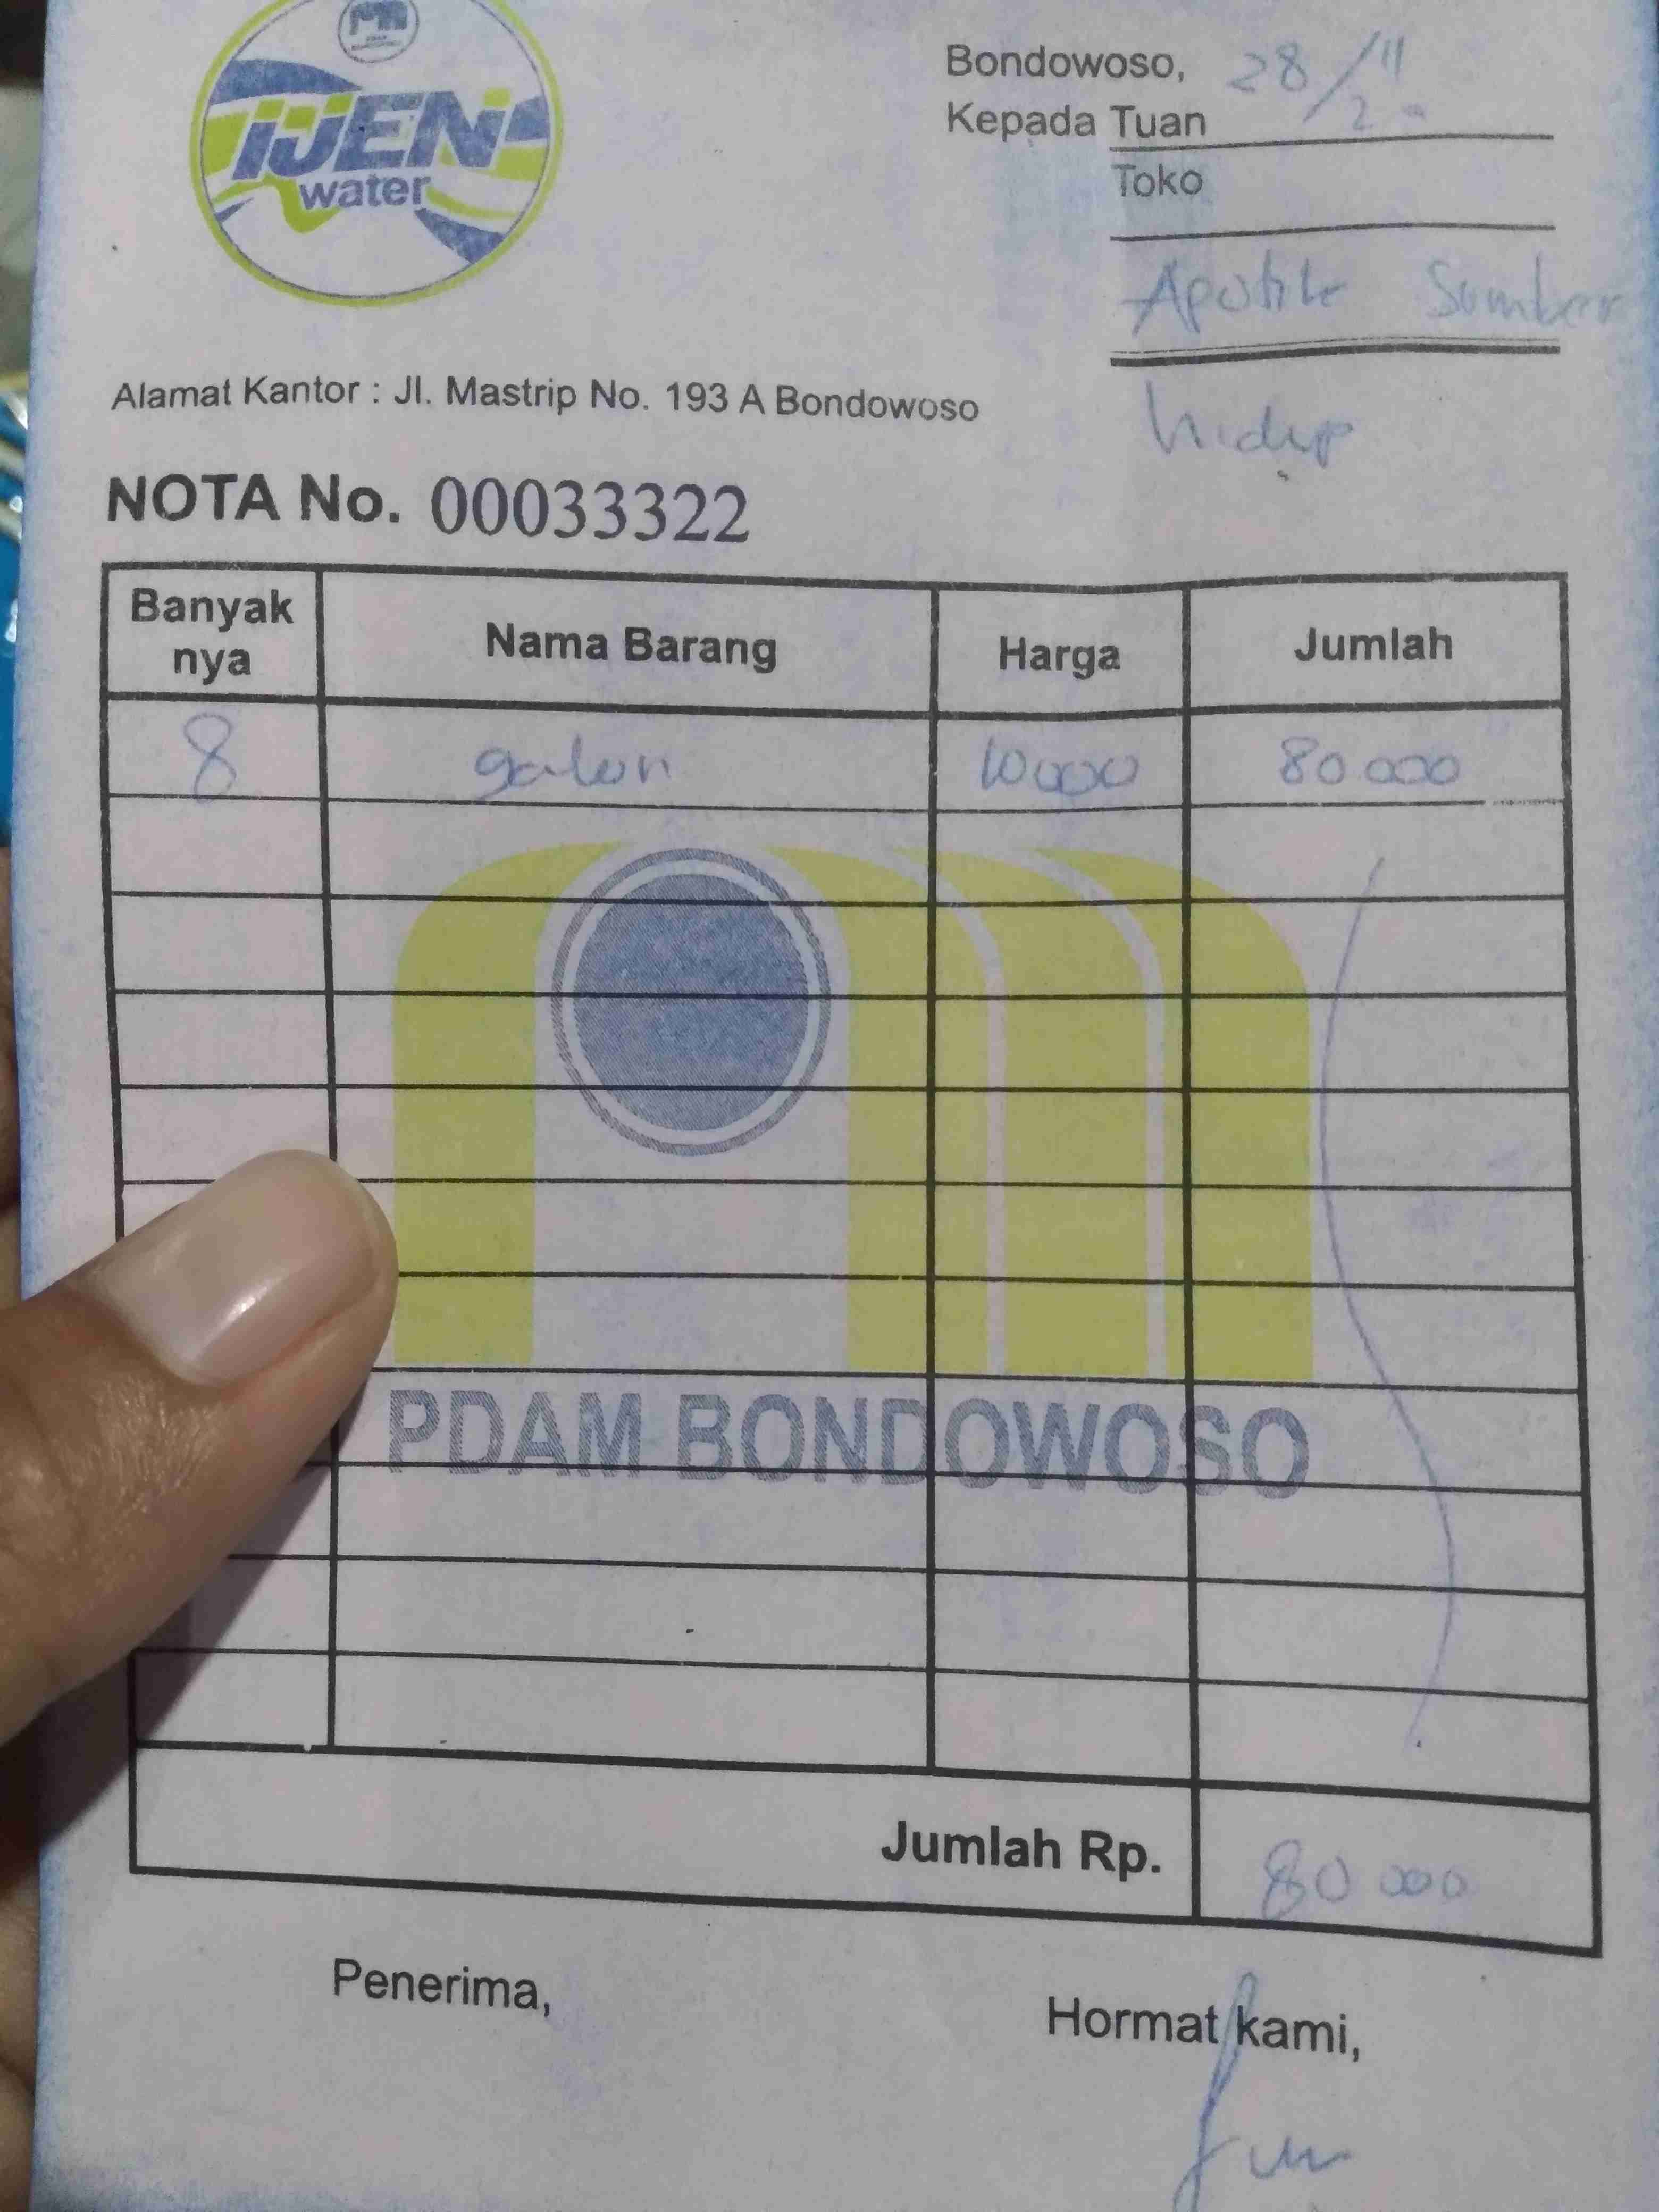 IJEN
water
Bondowoso, 28/11
20
Kepada Tuan
Toko
Apotik Sumber
hidup
Alamat Kantor : Jl. Mastrip No. 193 A Bondowoso
NOTA No. 00033322
Banyak nya Nama Barang Harga Jumlah
8 galon 10000 80.000
PDAM BONDOWOSO
Jumlah Rp. 80 000
Penerima,
Hormat kami,